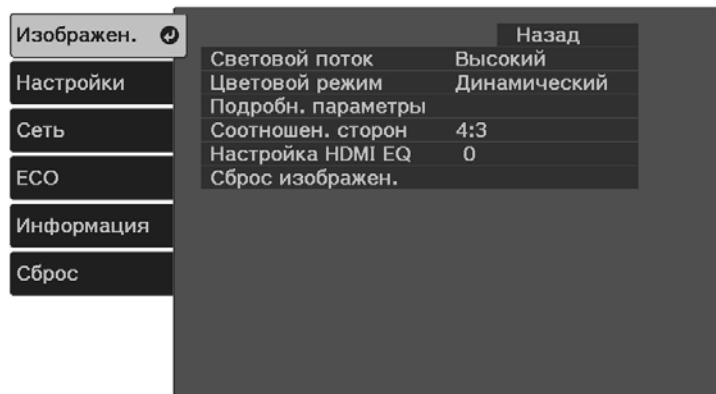 Изображен.
Настройки
Сеть
ECO
Информация
Сброс
Назад
Световой поток Высокий
Цветовой режим Динамический
Подробн. параметры
Соотношен. сторон 4:3
Настройка HDMI EQ 0
Сброс изображен.